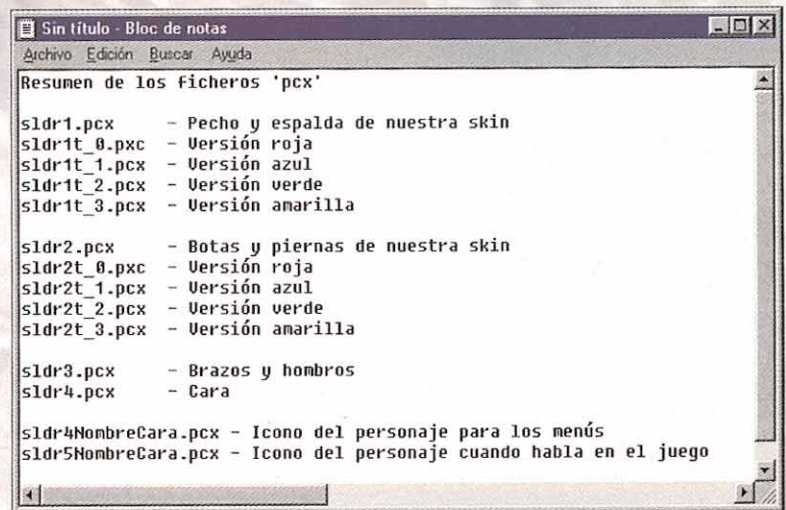 Sin título - Bloc de notas
Archivo Edición Buscar Ayuda
Resumen de los ficheros 'pcx'
sldr1.pcx - Pecho y espalda de nuestra skin
sldr1t_0.pxc - Versión roja
sldr1t_1.pcx - Versión azul
sldr1t_2.pcx - Versión verde
sldr1t_3.pcx - Versión amarilla
sldr2.pcx - Botas y piernas de nuestra skin
sldr2t_0.pxc - Versión roja
sldr2t_1.pcx - Versión azul
sldr2t_2.pcx - Versión verde
sldr2t_3.pcx - Versión amarilla
sldr3.pcx - Brazos y hombros
sldr4.pcx - Cara
sldr4NombreCara.pcx - Icono del personaje para los menús
sldr5NombreCara.pcx - Icono del personaje cuando habla en el juego